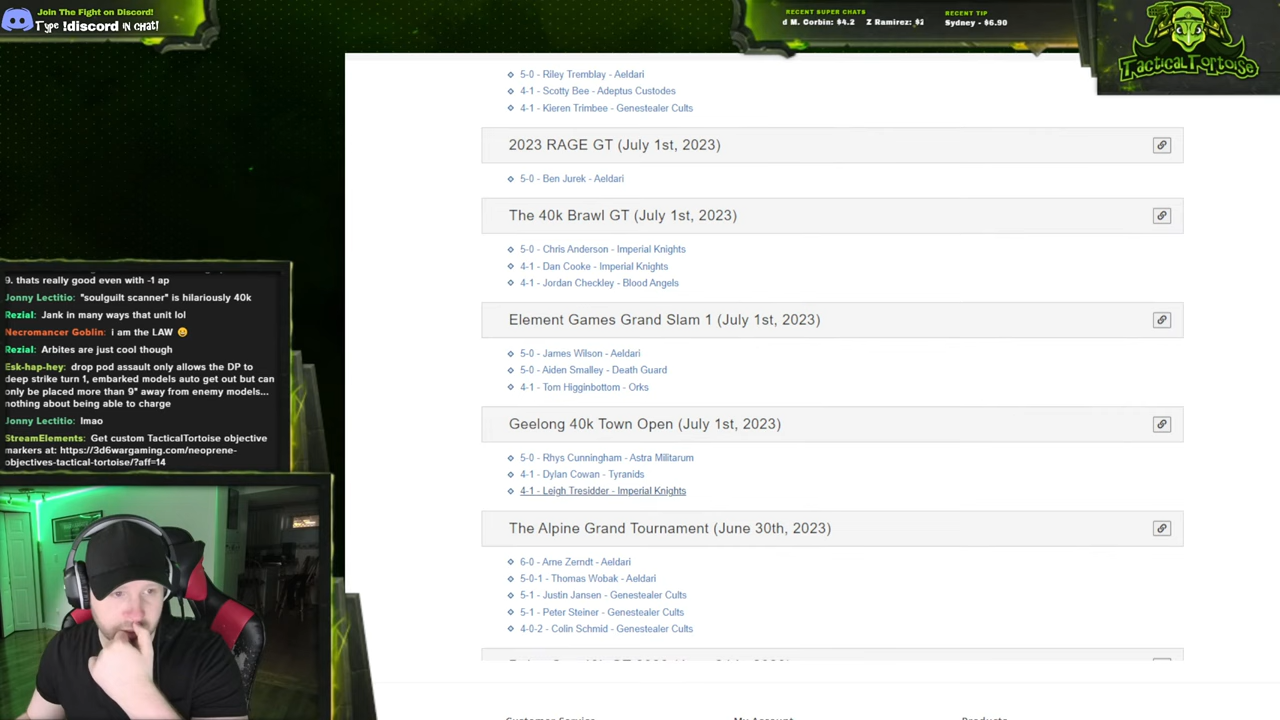 Join The Fight on Discord!
Type !discord in chat!
RECENT SUPER CHATS
d M. Corbin: $4.2 Z Ramirez: $2
RECENT TIP
Sydney - $6.90
TACTICALTORTOISE
5-0 - Riley Tremblay - Aeldari
4-1 - Scotty Bee - Adeptus Custodes
4-1 - Kieren Trimbee - Genestealer Cults
2023 RAGE GT (July 1st, 2023)
5-0 - Ben Jurek - Aeldari
The 40k Brawl GT (July 1st, 2023)
5-0 - Chris Anderson - Imperial Knights
4-1 - Dan Cooke - Imperial Knights
4-1 - Jordan Checkley - Blood Angels
Element Games Grand Slam 1 (July 1st, 2023)
5-0 - James Wilson - Aeldari
5-0 - Aiden Smalley - Death Guard
4-1 - Tom Higginbottom - Orks
Geelong 40k Town Open (July 1st, 2023)
5-0 - Rhys Cunningham - Astra Militarum
4-1 - Dylan Cowan - Tyranids
4-1 - Leigh Tresidder - Imperial Knights
The Alpine Grand Tournament (June 30th, 2023)
6-0 - Arne Zerndt - Aeldari
5-0-1 - Thomas Wobak - Aeldari
5-1 - Justin Jansen - Genestealer Cults
5-1 - Peter Steiner - Genestealer Cults
4-0-2 - Colin Schmid - Genestealer Cults
9. thats really good even with -1 ap
Jonny Lectitio: "soulguilt scanner" is hilariously 40k
Rezial: Jank in many ways that unit lol
Necromancer Goblin: i am the LAW 😉
Rezial: Arbites are just cool though
Esk-hap-hey: drop pod assault only allows the DP to
deep strike turn 1, embarked models auto get out but can
only be placed more than 9" away from enemy models...
nothing about being able to charge
Jonny Lectitio: lmao
StreamElements: Get custom TacticalTortoise objective
markers at: https://3d6wargaming.com/neoprene-
objectives-tactical-tortoise/?aff=14